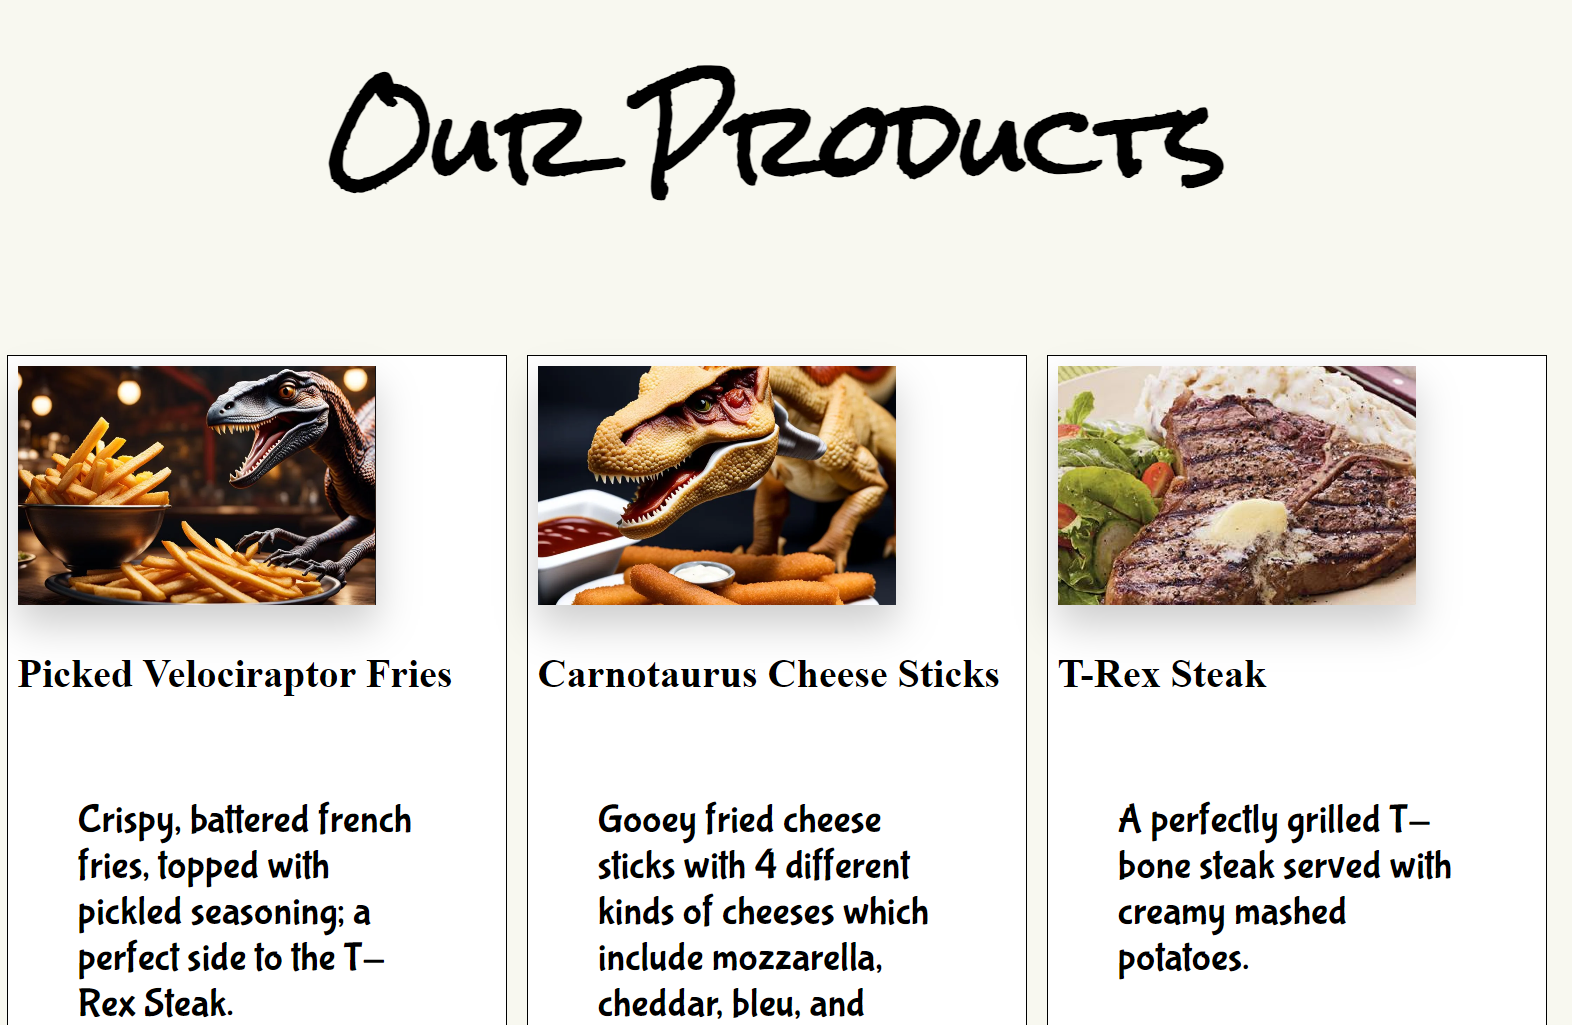 Our Products
Picked Velociraptor Fries
Crispy, battered french
fries, topped with
pickled seasoning; a
perfect side to the T-
Rex Steak.
Carnotaurus Cheese Sticks
Gooey fried cheese
sticks with 4 different
kinds of cheeses which
include mozzarella,
cheddar, bleu, and
T-Rex Steak
A perfectly grilled T-
bone steak served with
creamy mashed
potatoes.